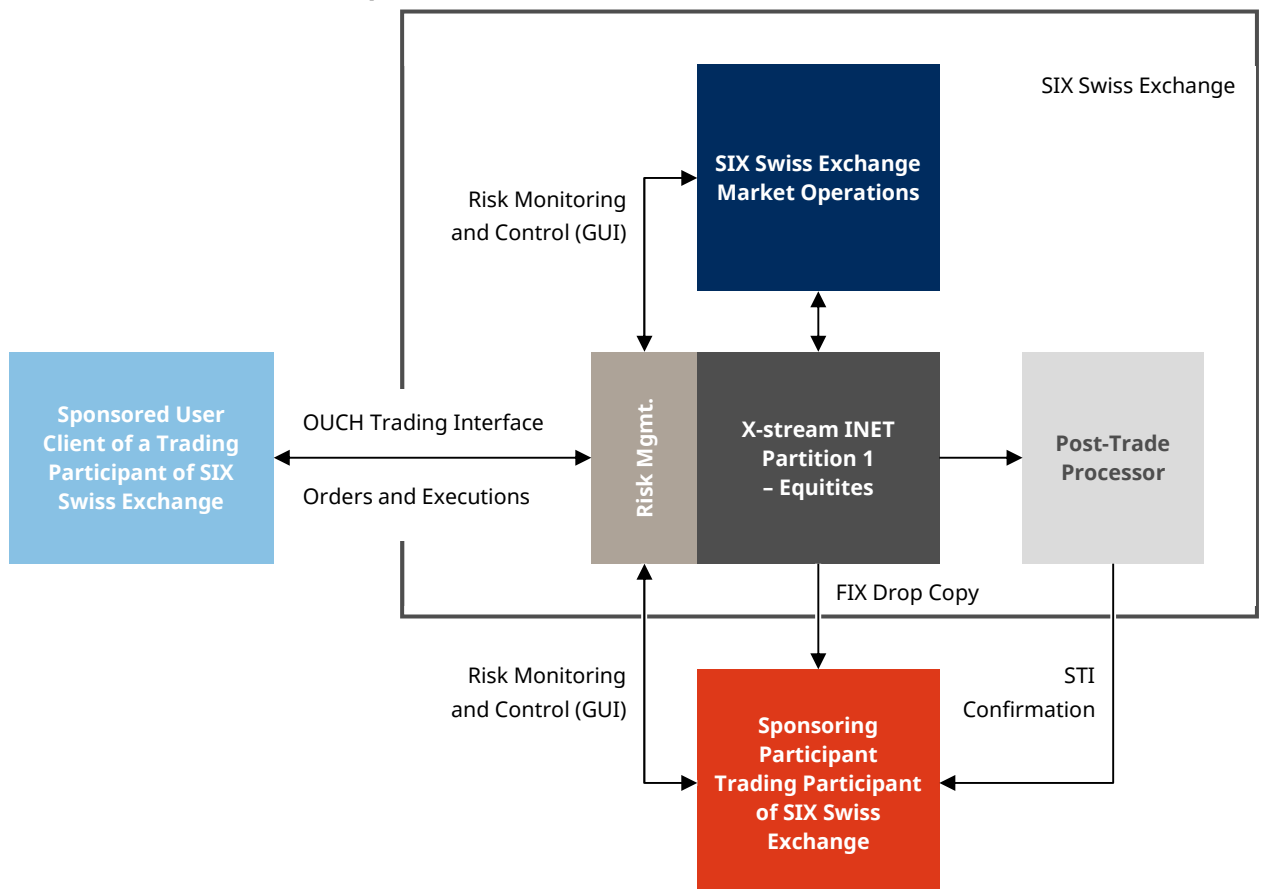 SIX Swiss Exchange
SIX Swiss Exchange
Market Operations
Risk Monitoring
and Control (GUI)
Sponsored User
Client of a Trading
Participant of SIX
Swiss Exchange
OUCH Trading Interface
Orders and Executions
Risk Mgmt.
X-stream INET
Partition 1
– Equitites
Post-Trade
Processor
FIX Drop Copy
Risk Monitoring
and Control (GUI)
STI
Confirmation
Sponsoring
Participant
Trading Participant
of SIX Swiss
Exchange